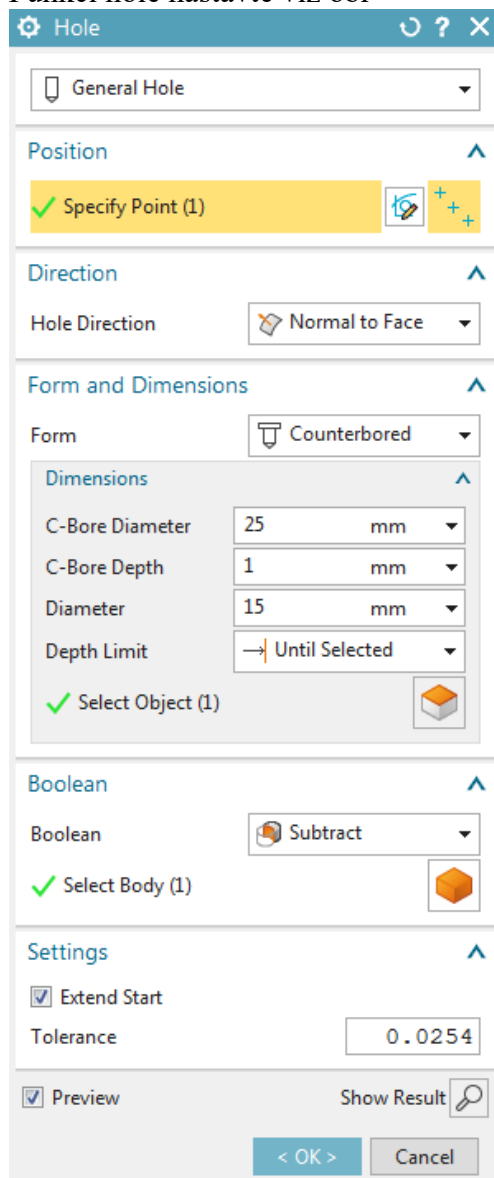 Hole
General Hole
Position
Specify Point (1)
Direction
Hole Direction Normal to Face
Form and Dimensions
Form Counterbored
Dimensions
C-Bore Diameter 25 mm
C-Bore Depth 1 mm
Diameter 15 mm
Depth Limit Until Selected
Select Object (1)
Boolean
Boolean Subtract
Select Body (1)
Settings
Extend Start
Tolerance 0.0254
Preview Show Result
< OK > Cancel